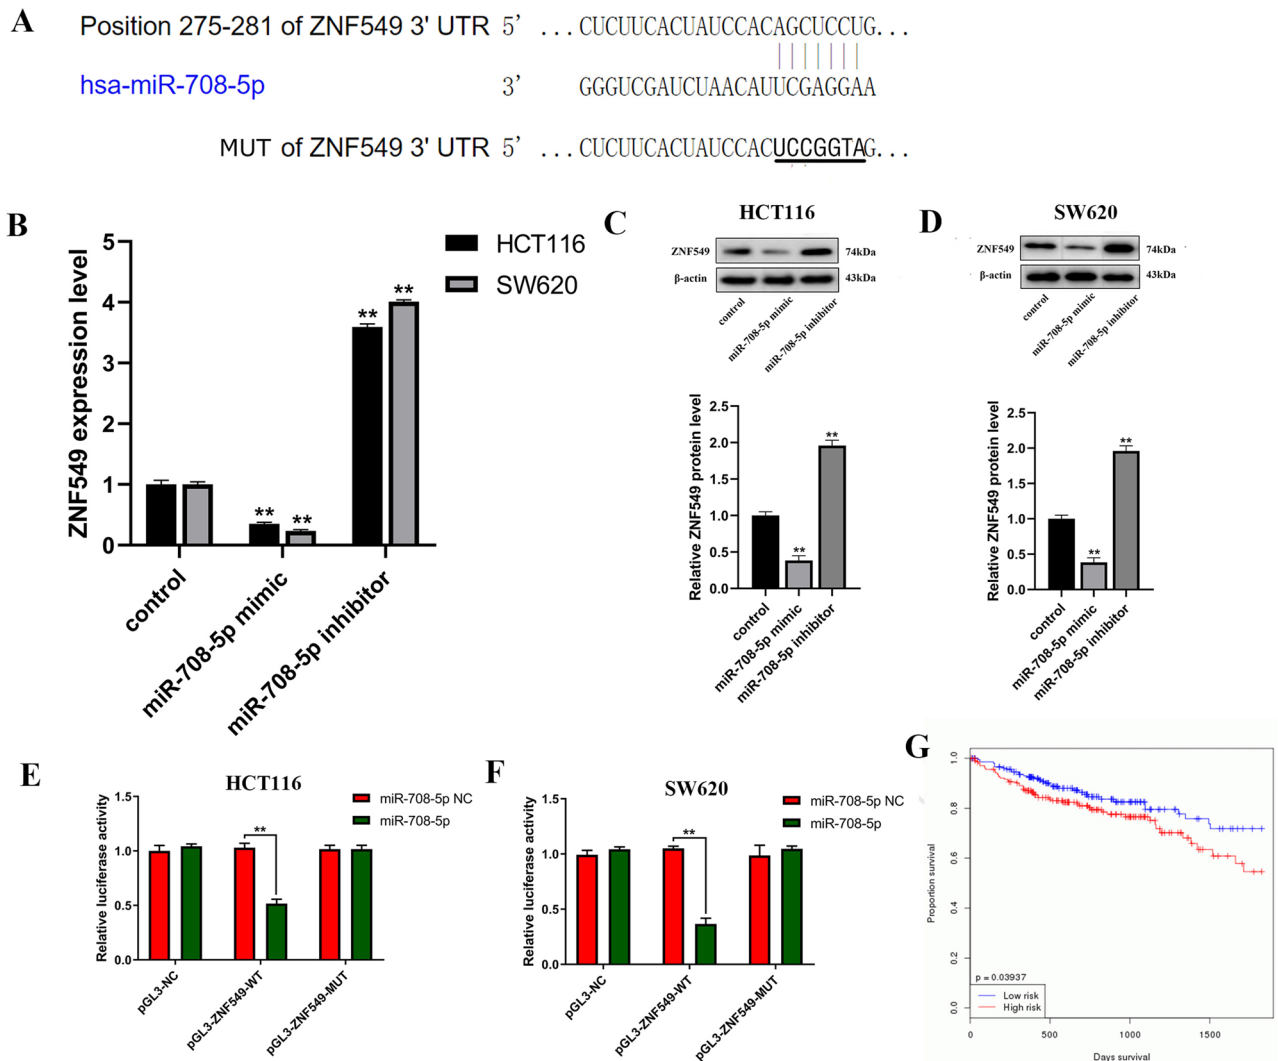 A
Position 275-281 of ZNF549 3' UTR 5' ...CUCUUCACUAUCCACAGCUCCUG...
hsa-miR-708-5p 3' GGGUCGAUCUAACAUUCGAGGAA
MUT of ZNF549 3' UTR 5' ...CUCUUCACUAUCCACUCCGGTAG...
B
ZNF549 expression level
5
4
3
2
1
0
HCT116
SW620
**
**
**
**
control
miR-708-5p mimic
miR-708-5p inhibitor
C
HCT116
ZNF549 74kDa
β-actin 43kDa
control
miR-708-5p mimic
miR-708-5p inhibitor
Relative ZNF549 protein level
2.5
2.0
1.5
1.0
0.5
0.0
**
**
control
miR-708-5p mimic
miR-708-5p inhibitor
D
SW620
ZNF549 74kDa
β-actin 43kDa
control
miR-708-5p mimic
miR-708-5p inhibitor
Relative ZNF549 protein level
2.5
2.0
1.5
1.0
0.5
0.0
**
**
control
miR-708-5p mimic
miR-708-5p inhibitor
E
HCT116
miR-708-5p NC
miR-708-5p
Relative luciferase activity
1.5
1.0
0.5
0.0
**
pGL3-NC
pGL3-ZNF549-WT
pGL3-ZNF549-MUT
F
SW620
miR-708-5p NC
miR-708-5p
Relative luciferase activity
1.5
1.0
0.5
0.0
**
pGL3-NC
pGL3-ZNF549-WT
pGL3-ZNF549-MUT
G
Proportion survival
1.0
0.8
0.6
0.4
0.2
0.0
p = 0.03937
Low risk
High risk
0 500 1000 1500
Days survival